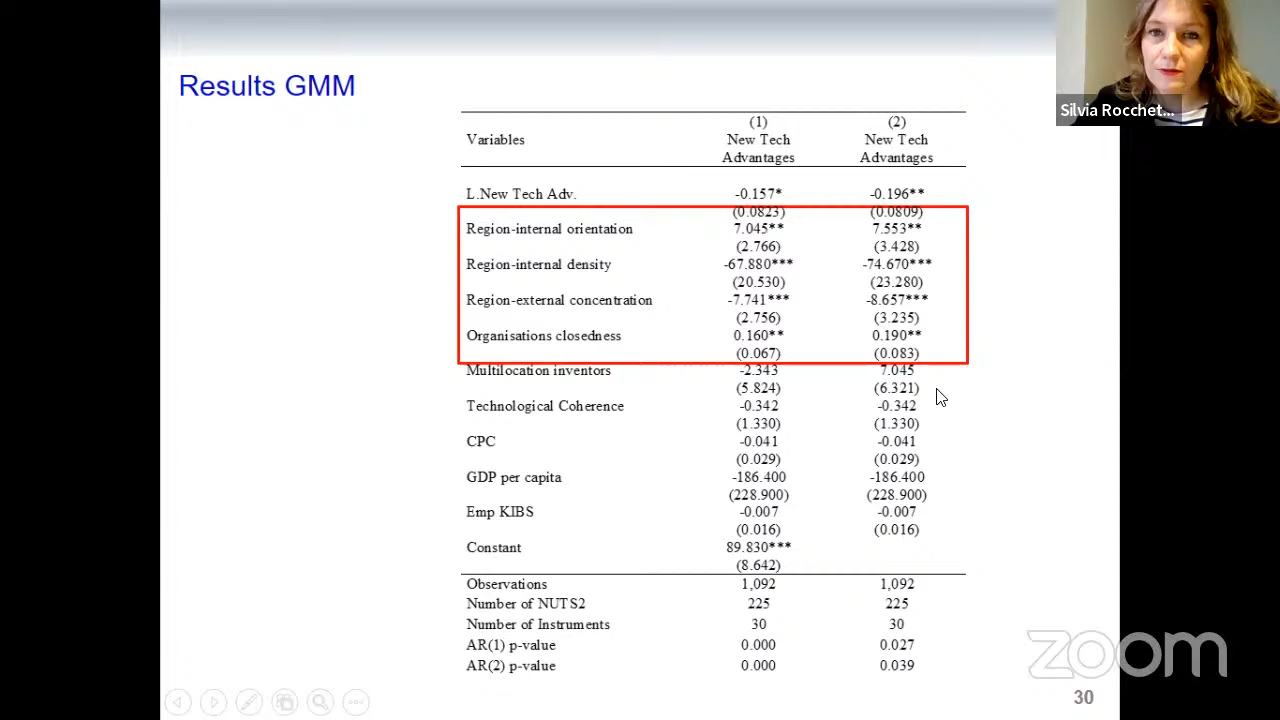 Results GMM
Silvia Rocchet...
(1) (2)
Variables New Tech New Tech
Advantages Advantages
L.New Tech Adv. -0.157* -0.196**
(0.0823) (0.0809)
Region-internal orientation 7.045** 7.553**
(2.766) (3.428)
Region-internal density -67.880*** -74.670***
(20.530) (23.280)
Region-external concentration -7.741*** -8.657***
(2.756) (3.235)
Organisations closedness 0.160** 0.190**
(0.067) (0.083)
Multilocation inventors -2.343 7.045
(5.824) (6.321)
Technological Coherence -0.342 -0.342
(1.330) (1.330)
CPC -0.041 -0.041
(0.029) (0.029)
GDP per capita -186.400 -186.400
(228.900) (228.900)
Emp KIBS -0.007 -0.007
(0.016) (0.016)
Constant 89.830***
(8.642)
Observations 1,092 1,092
Number of NUTS2 225 225
Number of Instruments 30 30
AR(1) p-value 0.000 0.027
AR(2) p-value 0.000 0.039
zoom
30